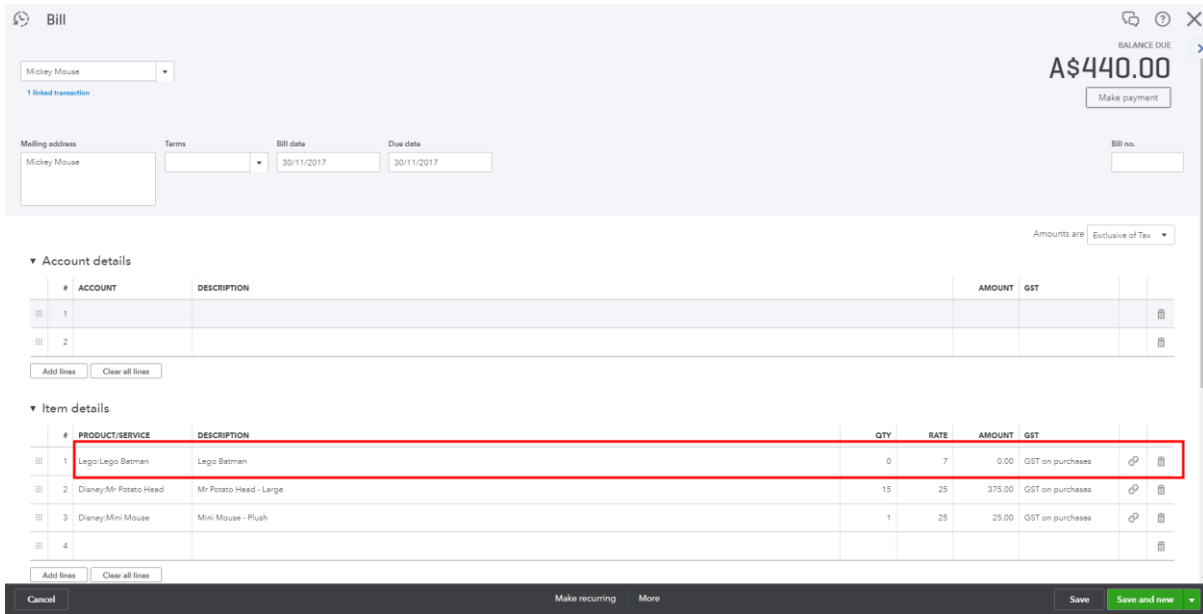 Bill
BALANCE DUE
A$440.00
Mickey Mouse
1 linked transaction
Make payment
Mailing address Terms Bill date Due date Bill no.
Mickey Mouse 30/11/2017 30/11/2017
Amounts are Exclusive of Tax
Account details
# ACCOUNT DESCRIPTION AMOUNT GST
1
2
Add lines Clear all lines
Item details
# PRODUCT/SERVICE DESCRIPTION QTY RATE AMOUNT GST
1 Lego:Lego Batman Lego Batman 0 7 0.00 GST on purchases
2 Disney:Mr Potato Head Mr Potato Head - Large 15 25 375.00 GST on purchases
3 Disney:Mini Mouse Mini Mouse - Plush 1 25 25.00 GST on purchases
4
Add lines Clear all lines
Cancel Make recurring More Save Save and new